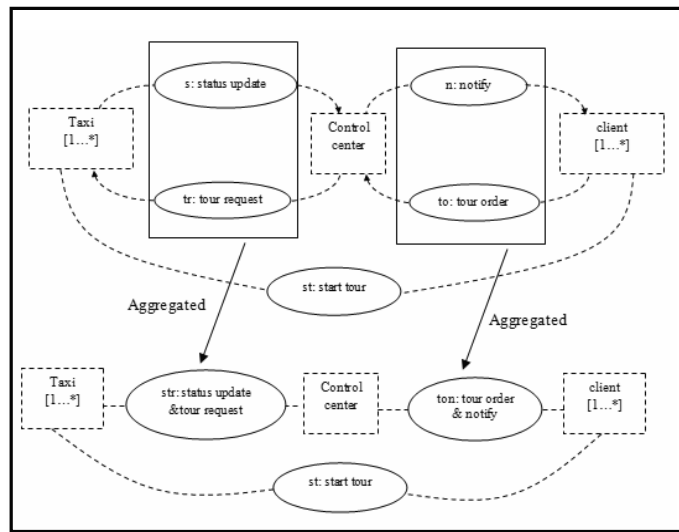 s: status update
n: notify
Taxi
[1...*]
Control
center
client
[1...*]
tr: tour request
to: tour order
st: start tour
Aggregated
Aggregated
Taxi
[1...*]
str: status update
&tour request
Control
center
ton: tour order
& notify
client
[1...*]
st: start tour